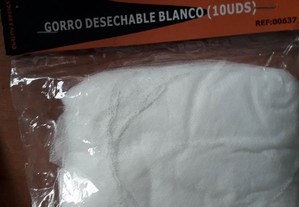 GORRO DESECHABLE BLANCO (10UDS)
REF:00637